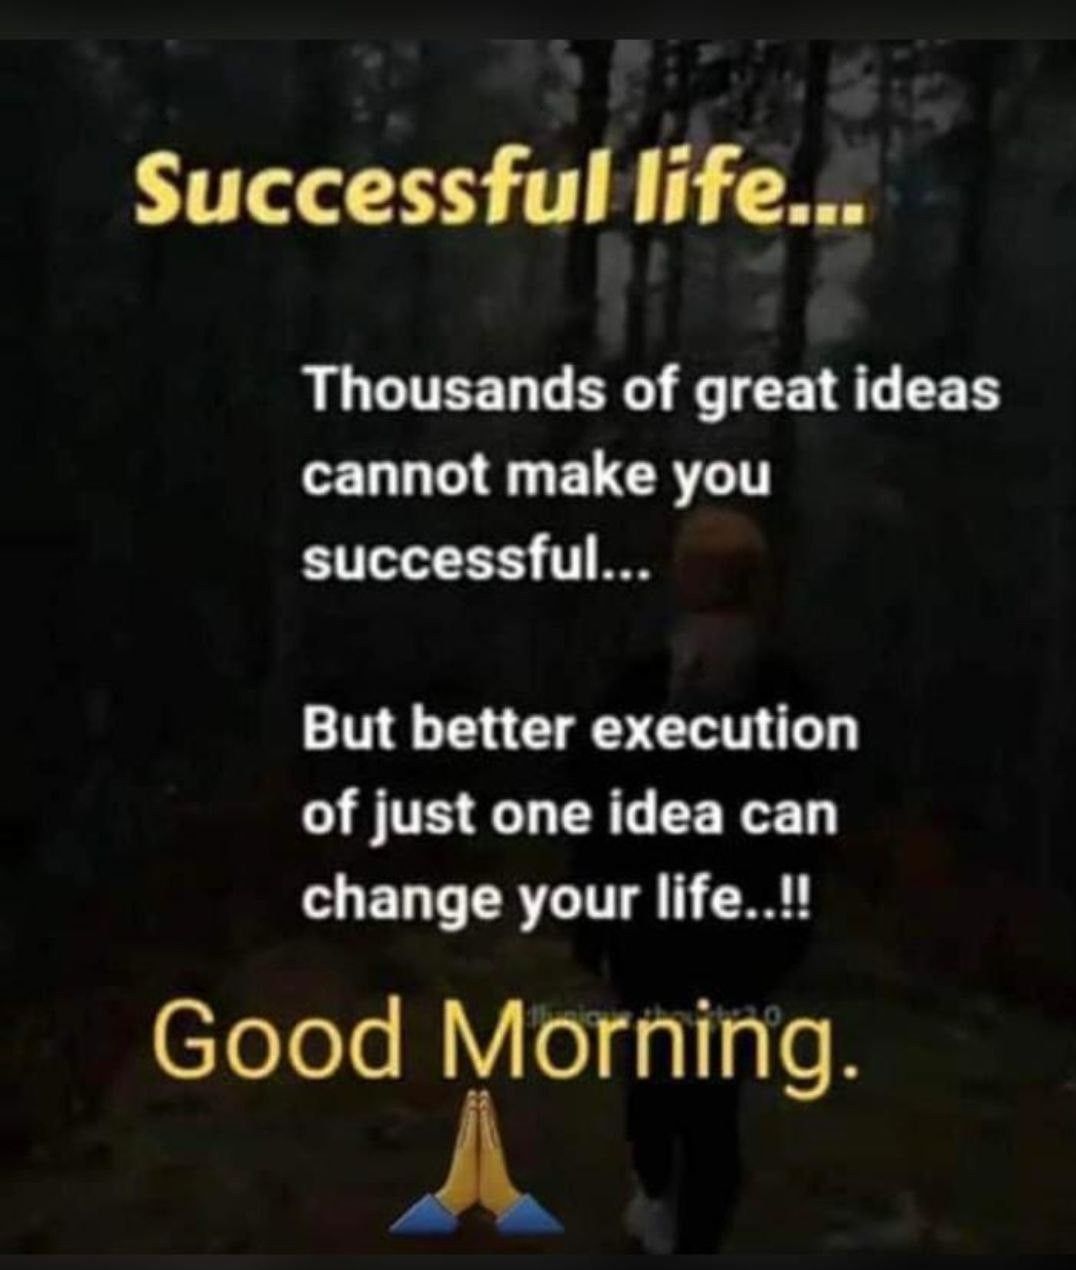 Successful life...
Thousands of great ideas
cannot make you
successful...
But better execution
of just one idea can
change your life..!!
Good Morning.